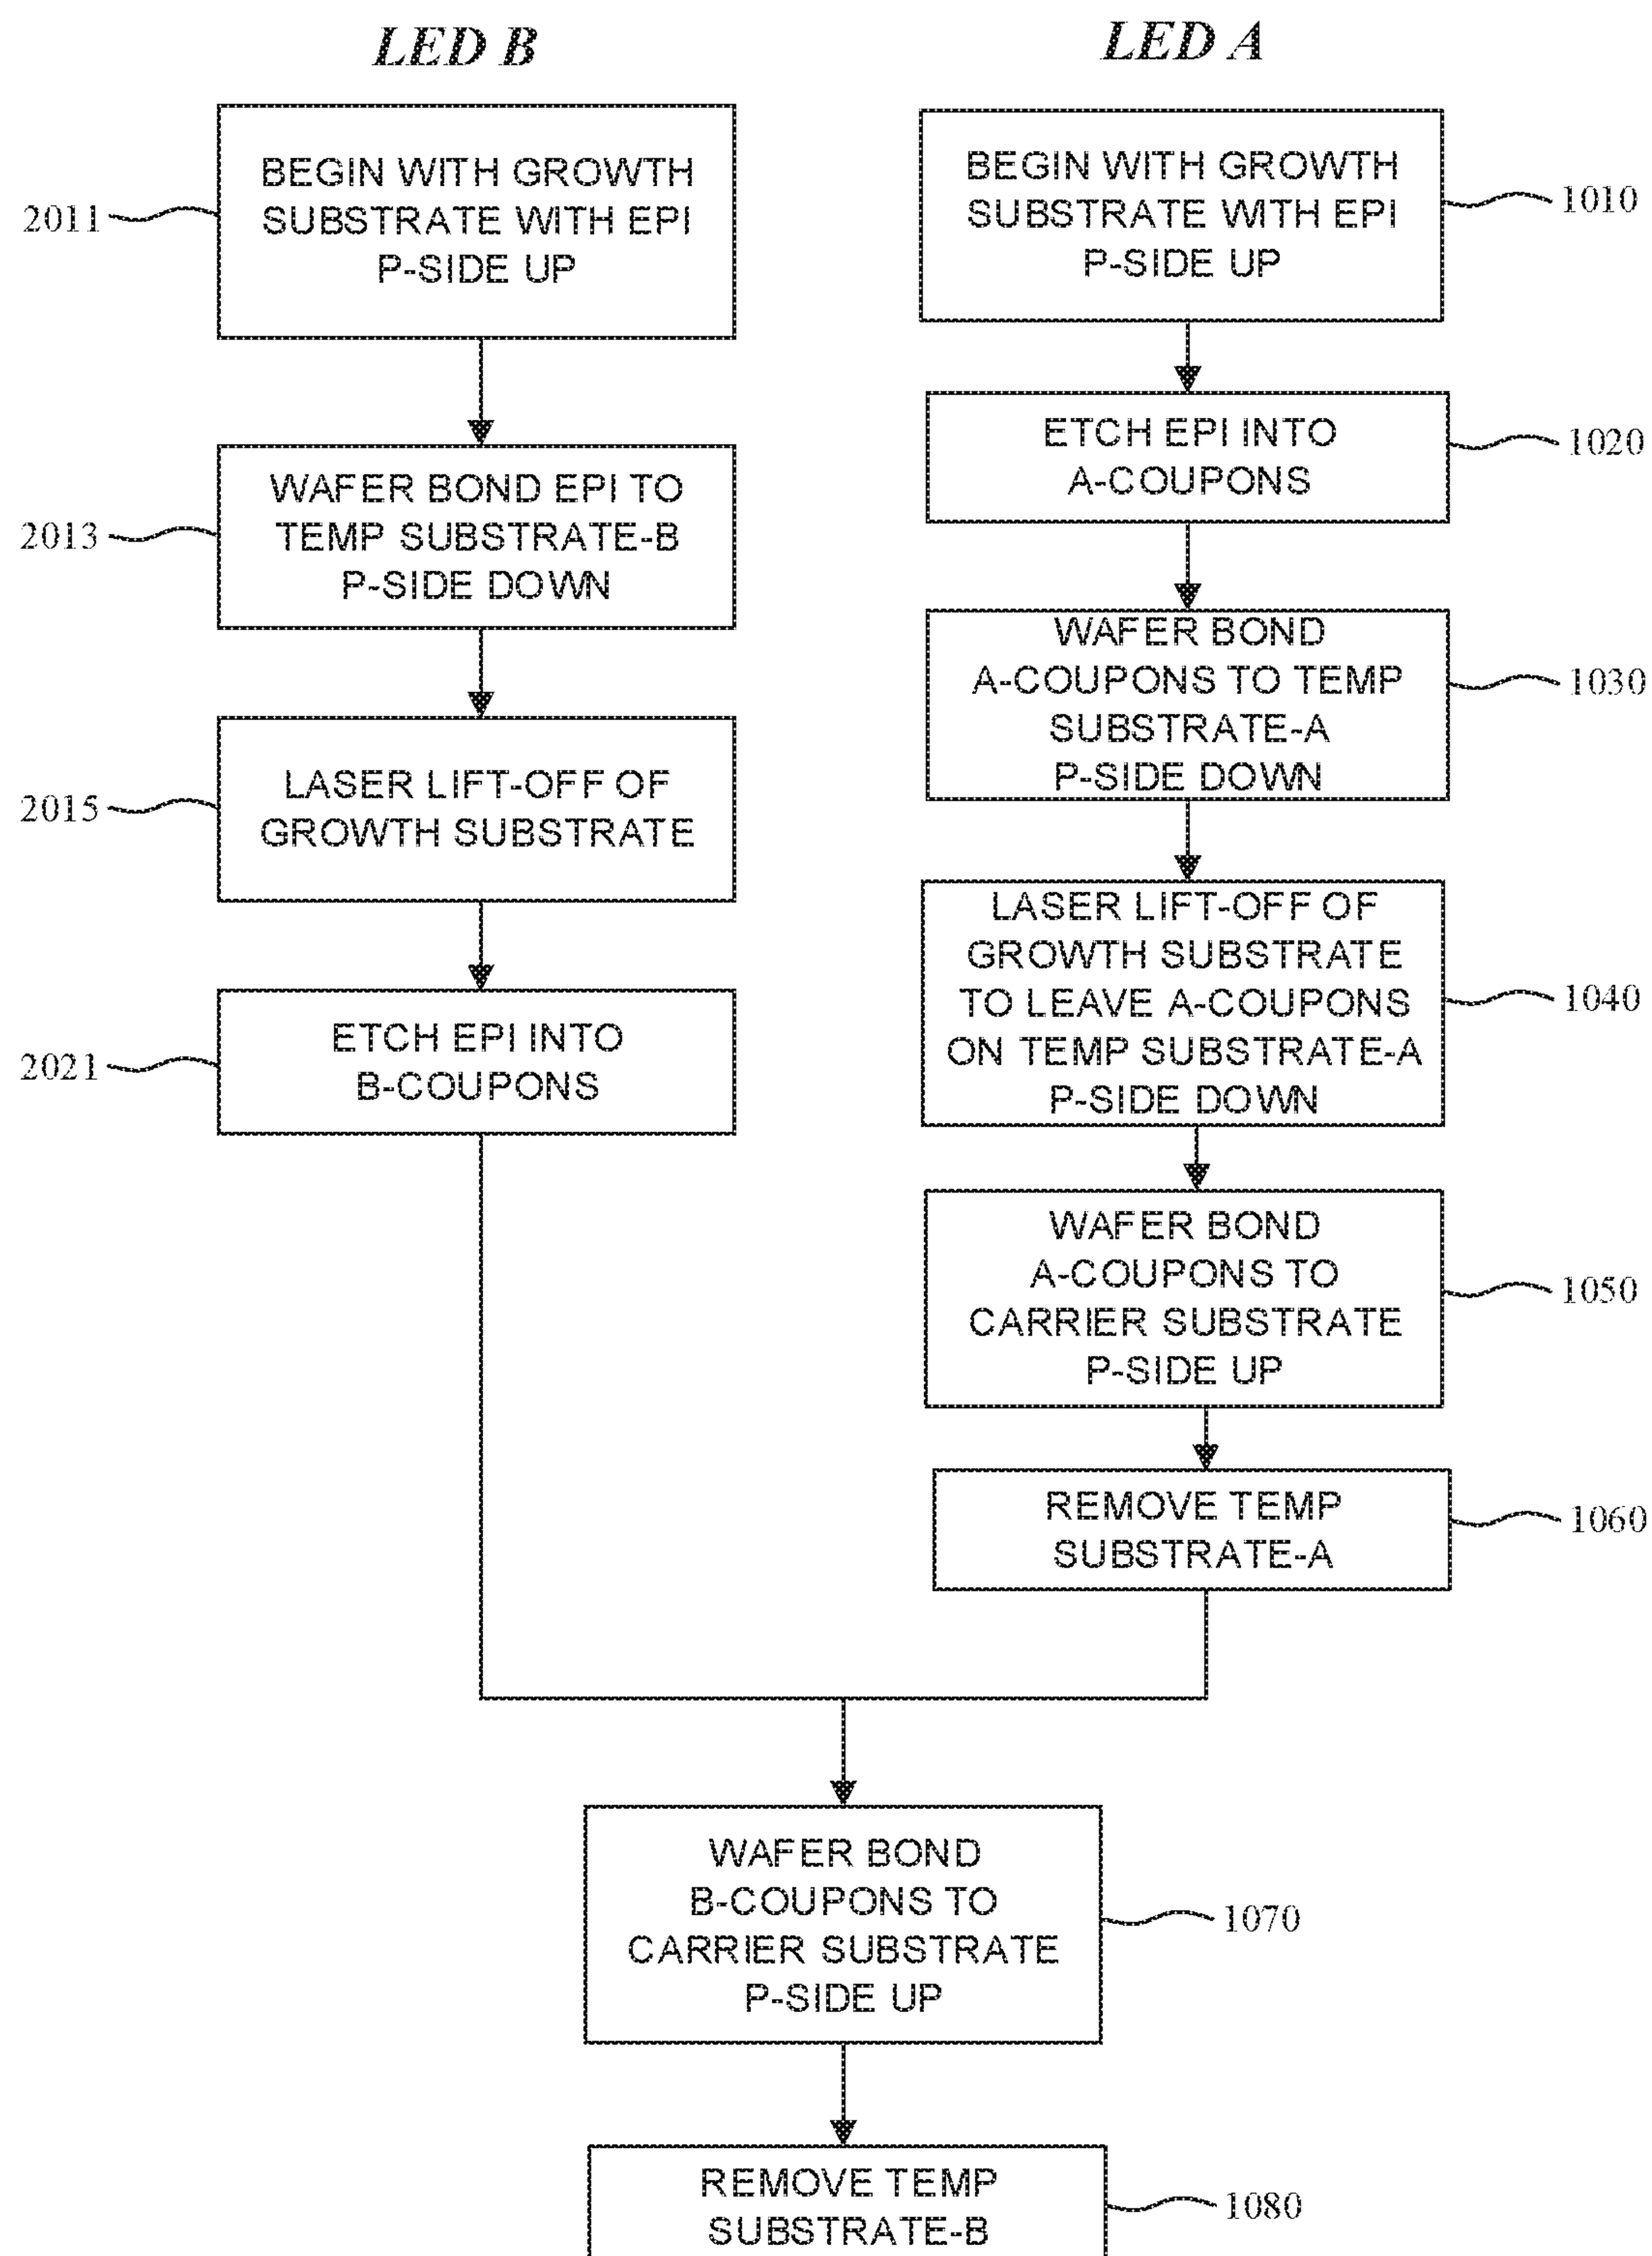 LED B
BEGIN WITH GROWTH
SUBSTRATE WITH EPI
P-SIDE UP
2011
WAFER BOND EPI TO
TEMP SUBSTRATE-B
P-SIDE DOWN
2013
LASER LIFT-OFF OF
GROWTH SUBSTRATE
2015
ETCH EPI INTO
B-COUPONS
2021
LED A
BEGIN WITH GROWTH
SUBSTRATE WITH EPI
P-SIDE UP
1010
ETCH EPI INTO
A-COUPONS
1020
WAFER BOND
A-COUPONS TO TEMP
SUBSTRATE-A
P-SIDE DOWN
1030
LASER LIFT-OFF OF
GROWTH SUBSTRATE
TO LEAVE A-COUPONS
ON TEMP SUBSTRATE-A
P-SIDE DOWN
1040
WAFER BOND
A-COUPONS TO
CARRIER SUBSTRATE
P-SIDE UP
1050
REMOVE TEMP
SUBSTRATE-A
1060
WAFER BOND
B-COUPONS TO
CARRIER SUBSTRATE
P-SIDE UP
1070
REMOVE TEMP
SUBSTRATE-B
1080